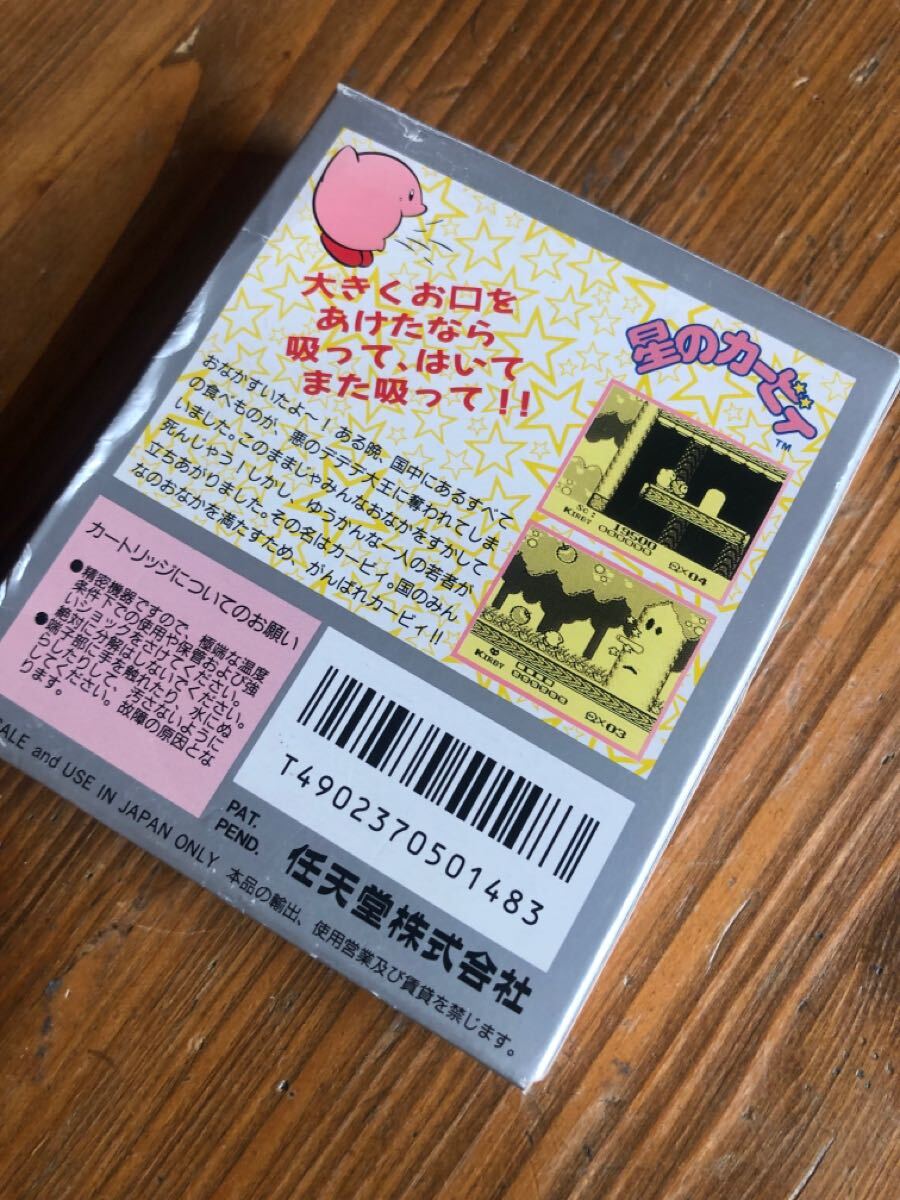 大きくお口を
あけたなら
吸って、はいて
また吸って!!
星のカービィ
TM
おなかすいたよ〜!ある晩、国中にあるすべて
の食べものが、悪のデデデ大王に奪われてしま
いました。このままじゃみんなおなかをすかして
死んじゃう!しかし、ゆうかんな一人の若者が
立ちあがりました。その名はカービィ。国のみん
なのおなかを満たすため、がんばれカービィ!!
SC: 19500
KIRBY 000000 ×04
KIRBY 000000 ×03
カートリッジについてのお願い
●精密機器ですので、極端な温度
条件下での使用や保管および強
いショックをさけてください。
絶対に分解はしないでください。
●端子部に手を触れたり、水にぬ
らしたりして、汚さないように
してください。故障の原因とな
ります。
T4902370501483
PAT.
PEND.
任天堂株式会社
SALE and USE IN JAPAN ONLY 本品の輸出、使用営業及び賃貸を禁じます。